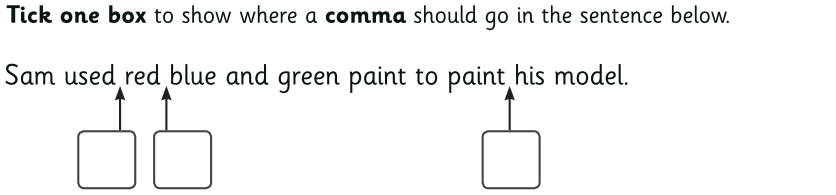 Tick one box to show where a comma should go in the sentence below.
Sam used red blue and green paint to paint his model.